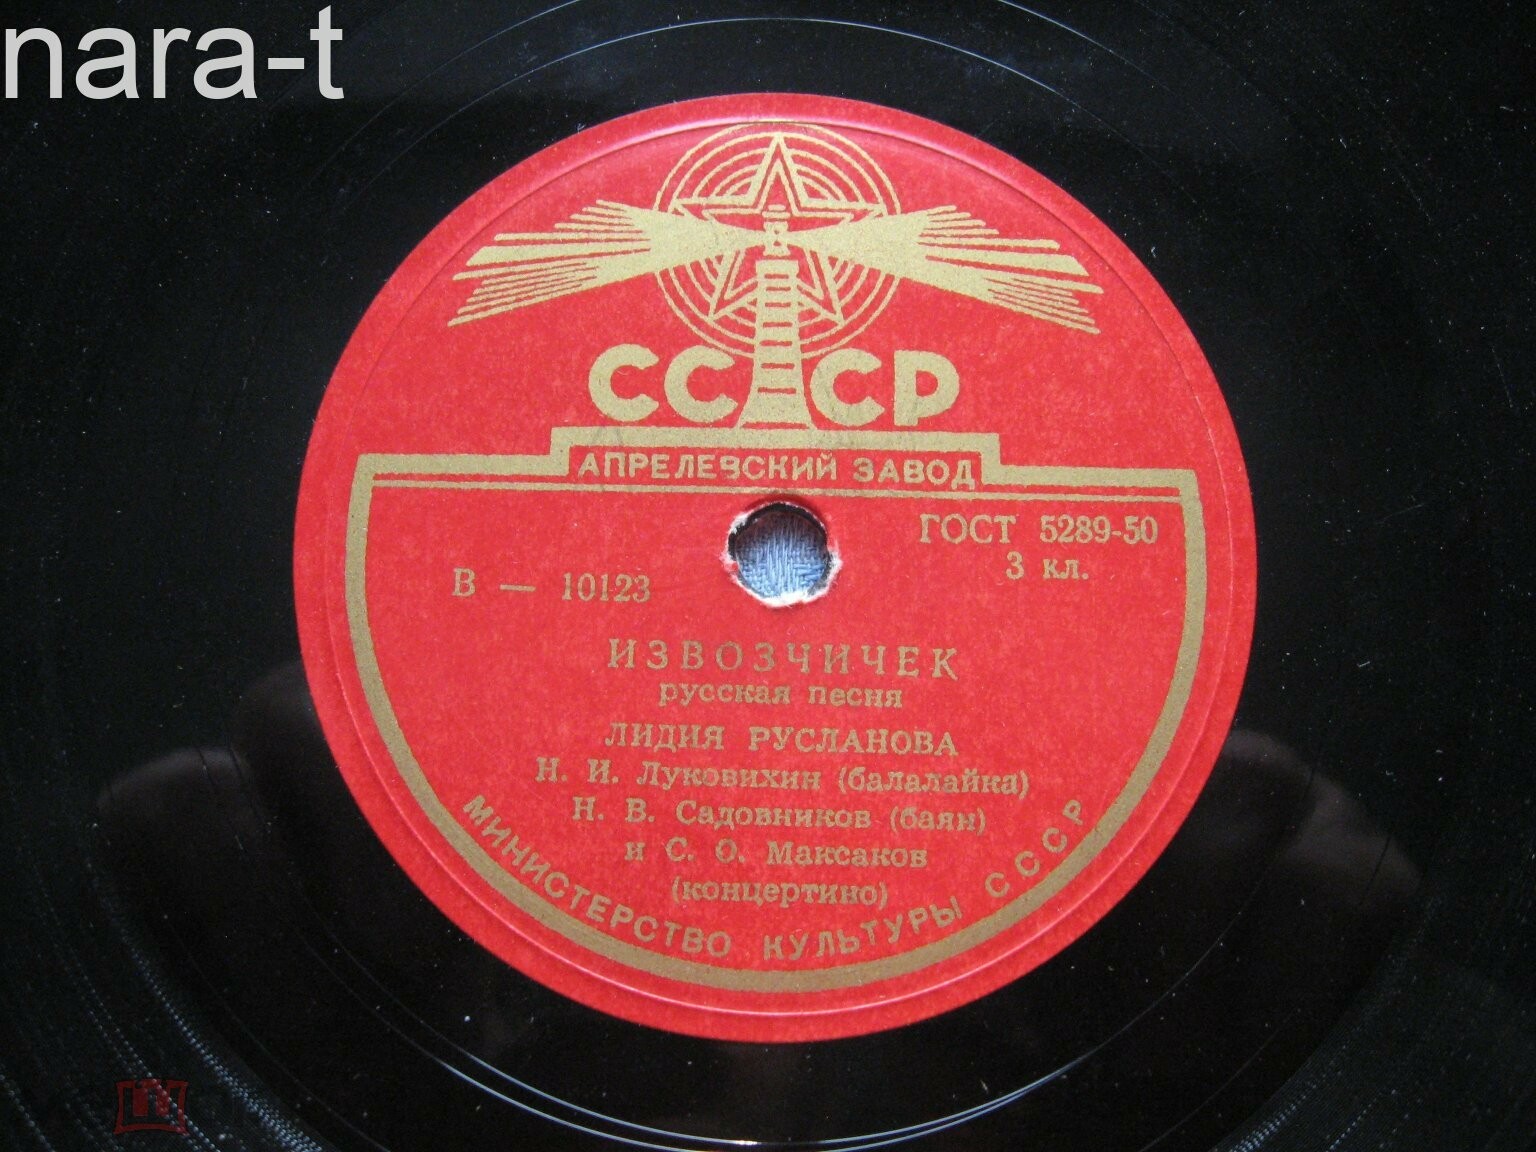 nara-t
СССР
АПРЕЛЕВСКИЙ ЗАВОД
ГОСТ 5289-50
3 кл.
В — 10123
ИЗВОЗЧИЧЕК
русская песня
ЛИДИЯ РУСЛАНОВА
Н. И. Луковихин (балалайка)
Н. В. Садовников (баян)
и С. О. Максаков
(концертино)
МИНИСТЕРСТВО КУЛЬТУРЫ СССР